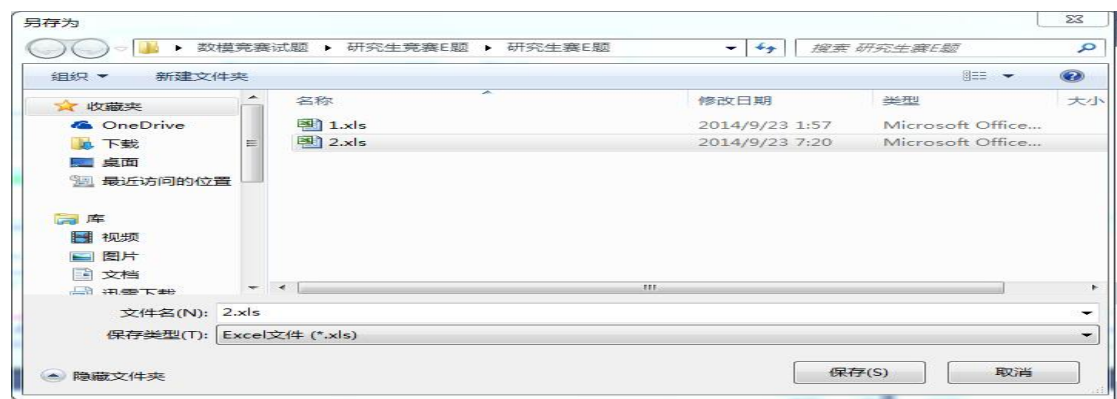 另存为
数模竞赛试题 ▸ 研究生竞赛E题 ▸ 研究生赛E题
搜索 研究生赛E题
组织 新建文件夹
名称 修改日期 类型 大小
收藏夹
OneDrive
下载
桌面
最近访问的位置
库
视频
图片
文档
迅雷下载
1.xls 2014/9/23 1:57 Microsoft Office...
2.xls 2014/9/23 7:20 Microsoft Office...
文件名(N): 2.xls
保存类型(T): Excel文件 (*.xls)
隐藏文件夹 保存(S) 取消